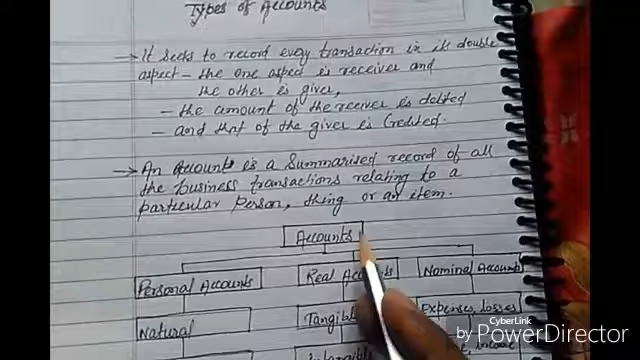 Types of Accounts
→ It seeks to record every transaction in its double
aspect - the one aspect is receiver and
the other is giver,
- the amount of the receiver is debited
- and that of the giver is Credited.
→ An account is a summarised record of all
the business transactions relating to a
particular person, thing or an item.
Accounts
Personal Accounts Real Accounts Nominal Accounts
Natural Tangible Expenses, losses
Intangible
CyberLink
by PowerDirector